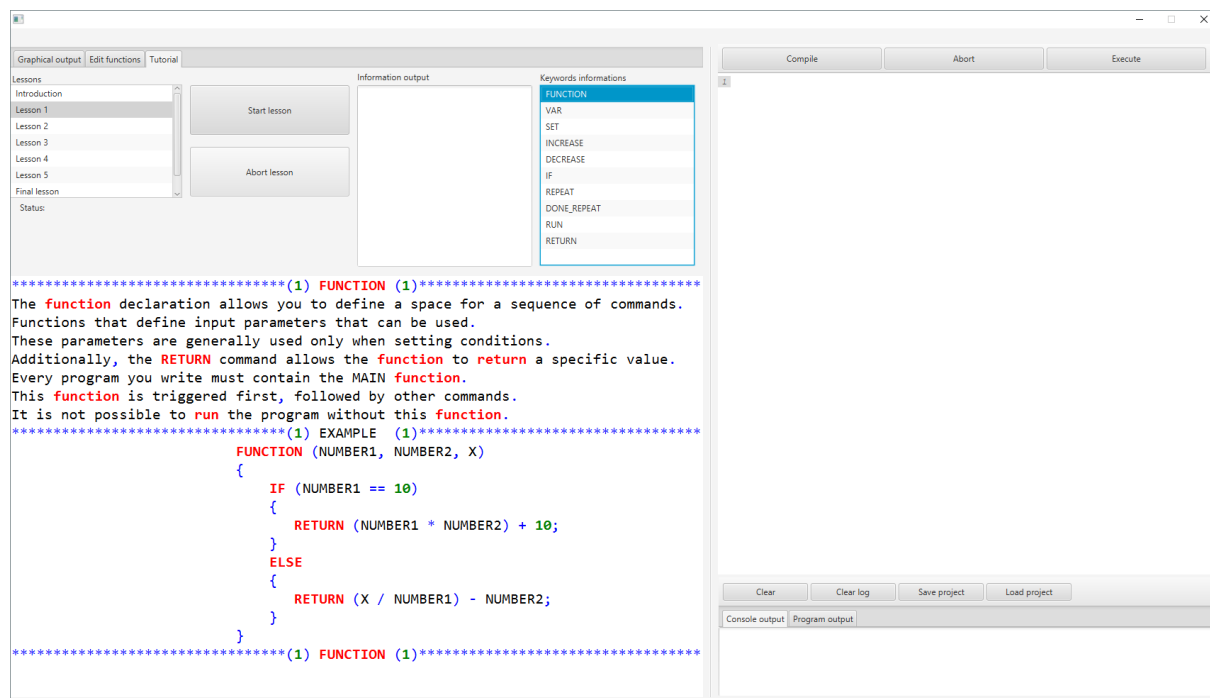 Graphical output Edit functions Tutorial
Lessons
Introduction
Lesson 1
Lesson 2
Lesson 3
Lesson 4
Lesson 5
Final lesson
Status:
Start lesson
Abort lesson
Information output
Keywords informations
FUNCTION
VAR
SET
INCREASE
DECREASE
IF
REPEAT
DONE_REPEAT
RUN
RETURN
*********************************(1) FUNCTION (1)**********************************
The function declaration allows you to define a space for a sequence of commands.
Functions that define input parameters that can be used.
These parameters are generally used only when setting conditions.
Additionally, the RETURN command allows the function to return a specific value.
Every program you write must contain the MAIN function.
This function is triggered first, followed by other commands.
It is not possible to run the program without this function.
*********************************(1) EXAMPLE  (1)**********************************
FUNCTION (NUMBER1, NUMBER2, X)
{
IF (NUMBER1 == 10)
{
RETURN (NUMBER1 * NUMBER2) + 10;
}
ELSE
{
RETURN (X / NUMBER1) - NUMBER2;
}
}
*********************************(1) FUNCTION (1)**********************************
Compile Abort Execute
1
Clear Clear log Save project Load project
Console output Program output